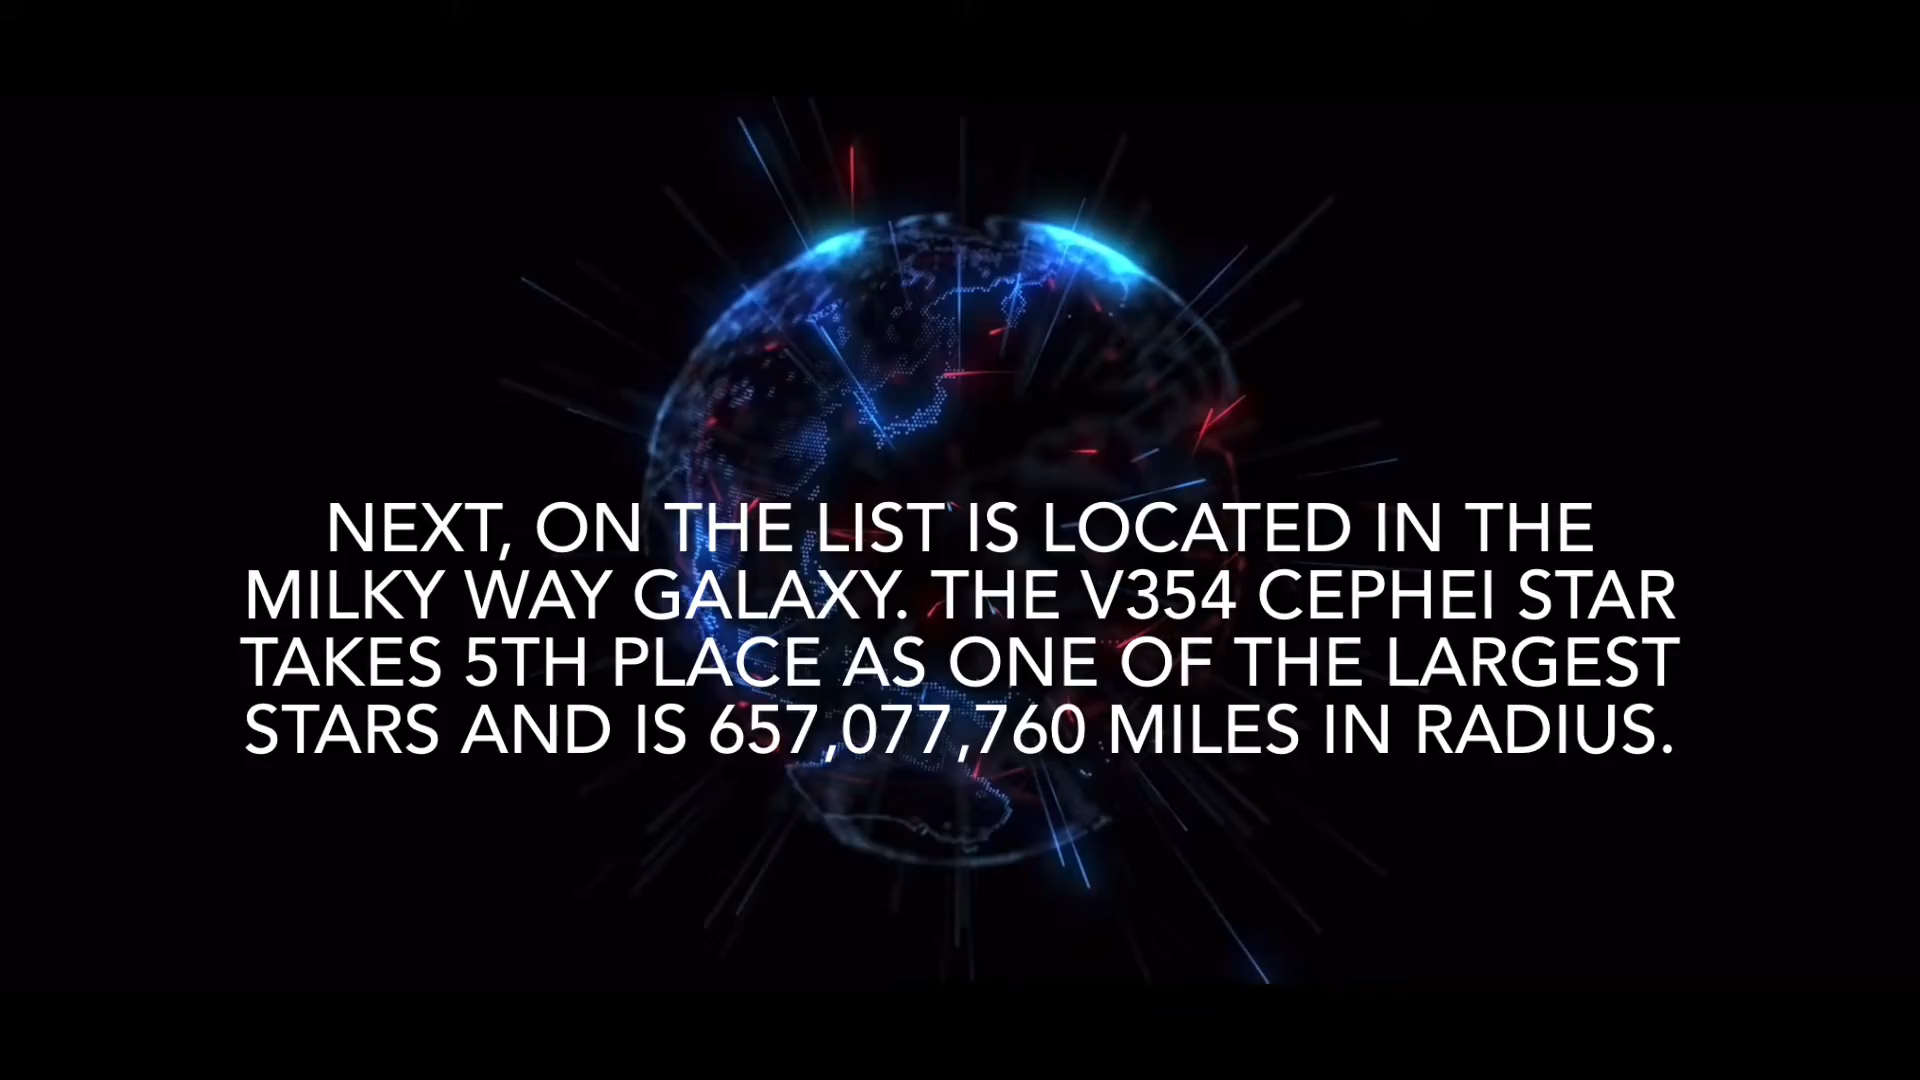 NEXT, ON THE LIST IS LOCATED IN THE
MILKY WAY GALAXY. THE V354 CEPHEI STAR
TAKES 5TH PLACE AS ONE OF THE LARGEST
STARS AND IS 657,077,760 MILES IN RADIUS.